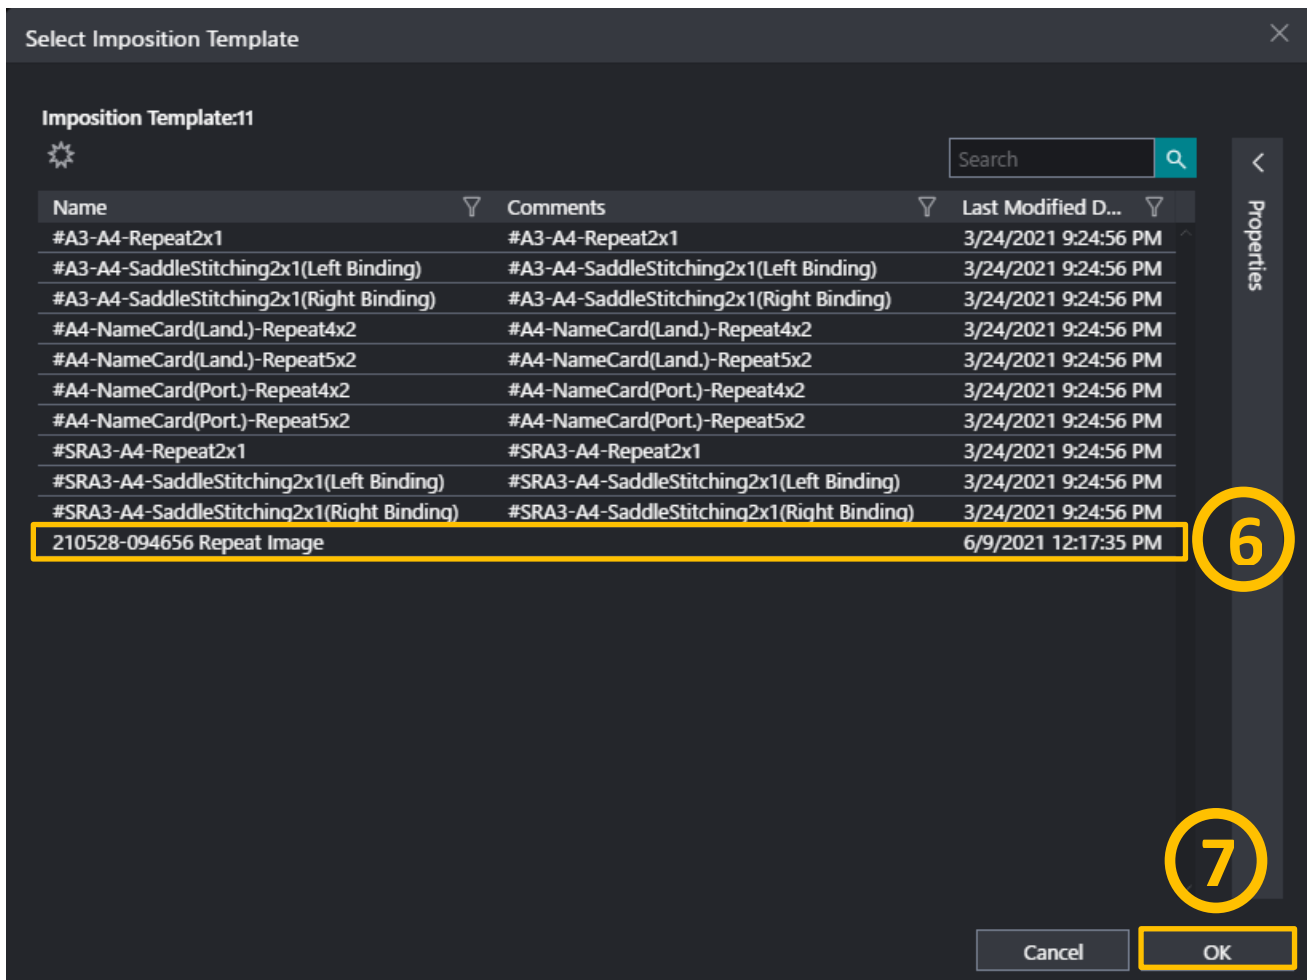 Select Imposition Template
Imposition Template:11
Search
Name Comments Last Modified D...
#A3-A4-Repeat2x1 #A3-A4-Repeat2x1 3/24/2021 9:24:56 PM
#A3-A4-SaddleStitching2x1(Left Binding) #A3-A4-SaddleStitching2x1(Left Binding) 3/24/2021 9:24:56 PM
#A3-A4-SaddleStitching2x1(Right Binding) #A3-A4-SaddleStitching2x1(Right Binding) 3/24/2021 9:24:56 PM
#A4-NameCard(Land.)-Repeat4x2 #A4-NameCard(Land.)-Repeat4x2 3/24/2021 9:24:56 PM
#A4-NameCard(Land.)-Repeat5x2 #A4-NameCard(Land.)-Repeat5x2 3/24/2021 9:24:56 PM
#A4-NameCard(Port.)-Repeat4x2 #A4-NameCard(Port.)-Repeat4x2 3/24/2021 9:24:56 PM
#A4-NameCard(Port.)-Repeat5x2 #A4-NameCard(Port.)-Repeat5x2 3/24/2021 9:24:56 PM
#SRA3-A4-Repeat2x1 #SRA3-A4-Repeat2x1 3/24/2021 9:24:56 PM
#SRA3-A4-SaddleStitching2x1(Left Binding) #SRA3-A4-SaddleStitching2x1(Left Binding) 3/24/2021 9:24:56 PM
#SRA3-A4-SaddleStitching2x1(Right Binding) #SRA3-A4-SaddleStitching2x1(Right Binding) 3/24/2021 9:24:56 PM
210528-094656 Repeat Image 6/9/2021 12:17:35 PM
Properties
6
7
Cancel OK